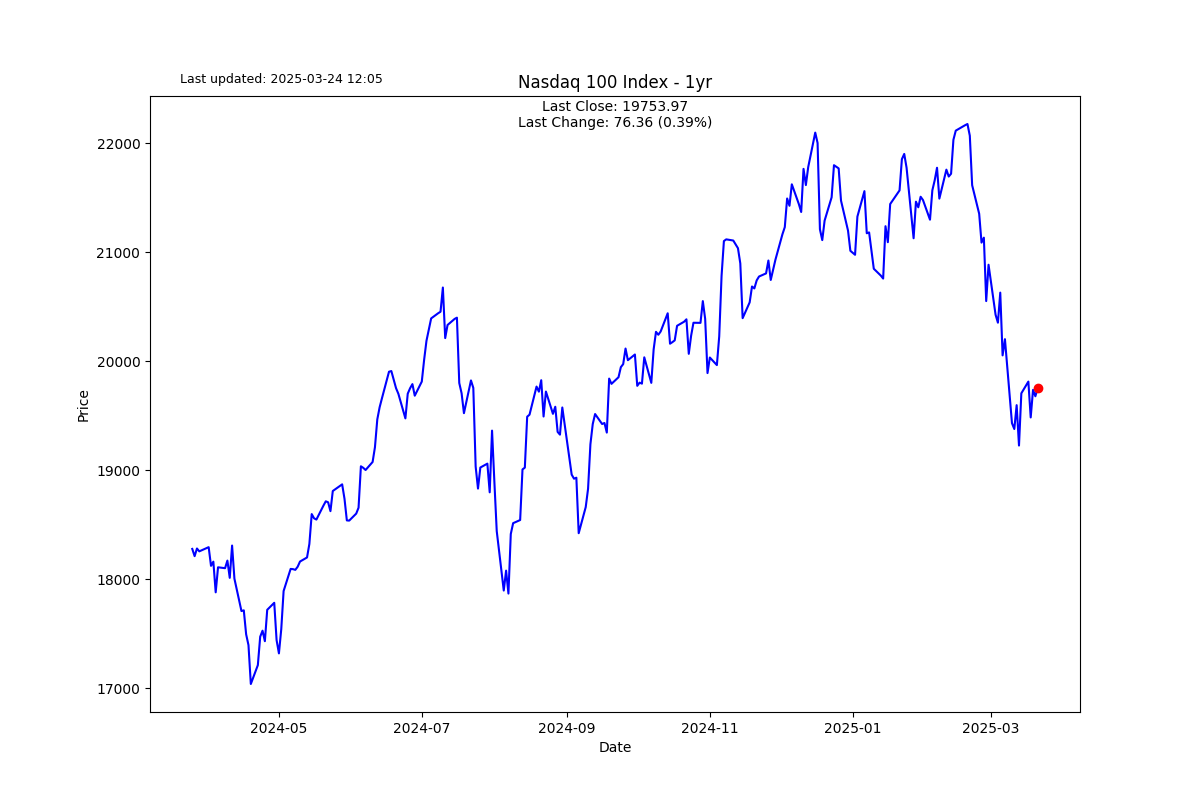 Last updated: 2025-03-24 12:05
Nasdaq 100 Index - 1yr
Last Close: 19753.97
Last Change: 76.36 (0.39%)
22000
21000
20000
19000
18000
17000
Price
2024-05
2024-07
2024-09
2024-11
2025-01
2025-03
Date